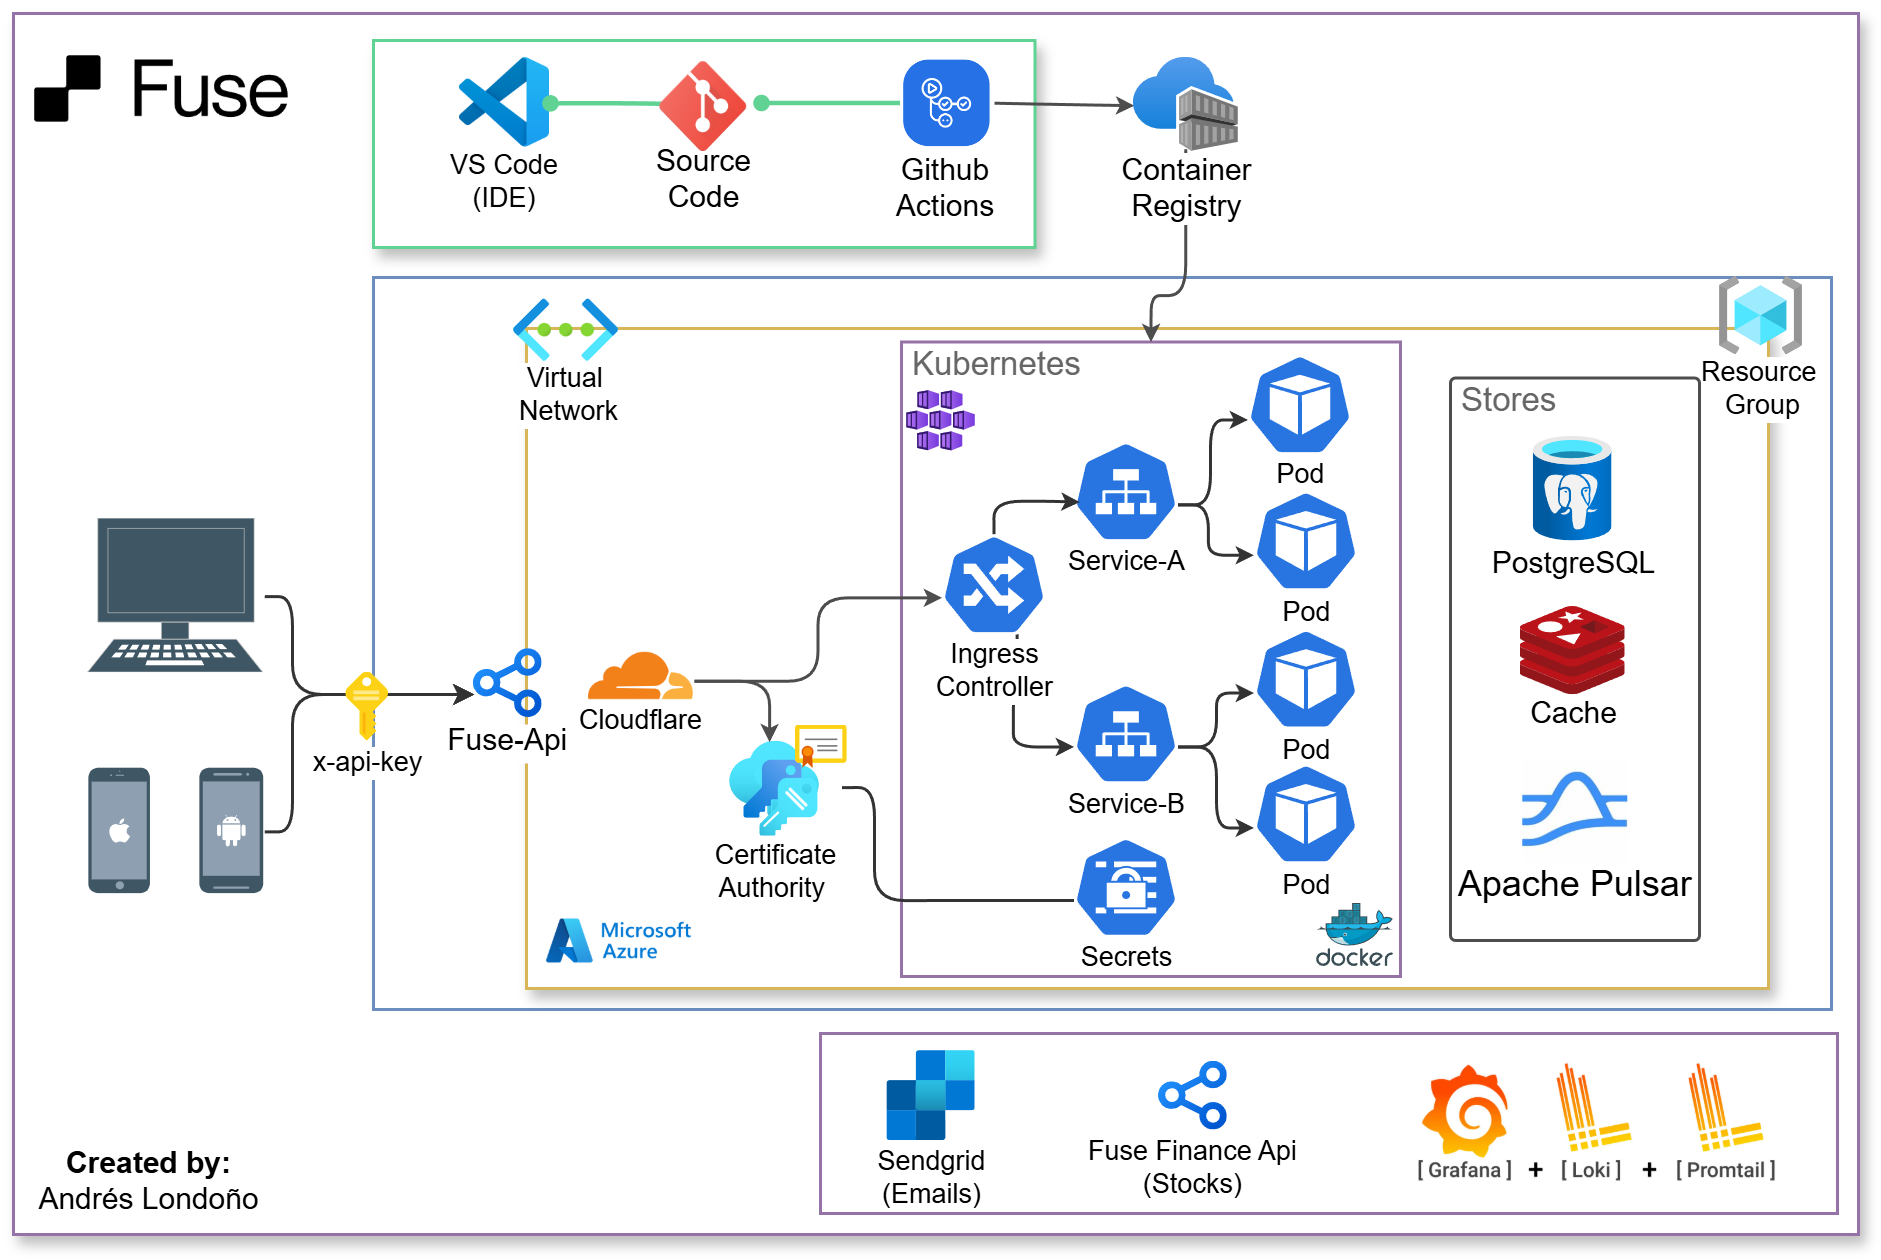 Fuse
VS Code
(IDE)
Source
Code
Github
Actions
Container
Registry
Virtual
Network
Kubernetes
Resource
Group
Stores
Pod
PostgreSQL
Service-A
Pod
Ingress
Controller
Cache
Cloudflare
Fuse-Api
x-api-key
Pod
Service-B
Certificate
Authority
Pod
Apache Pulsar
Microsoft
Azure
Secrets
docker
Sendgrid
(Emails)
Fuse Finance Api
(Stocks)
[ Grafana ] + [ Loki ] + [ Promtail ]
Created by:
Andrés Londoño